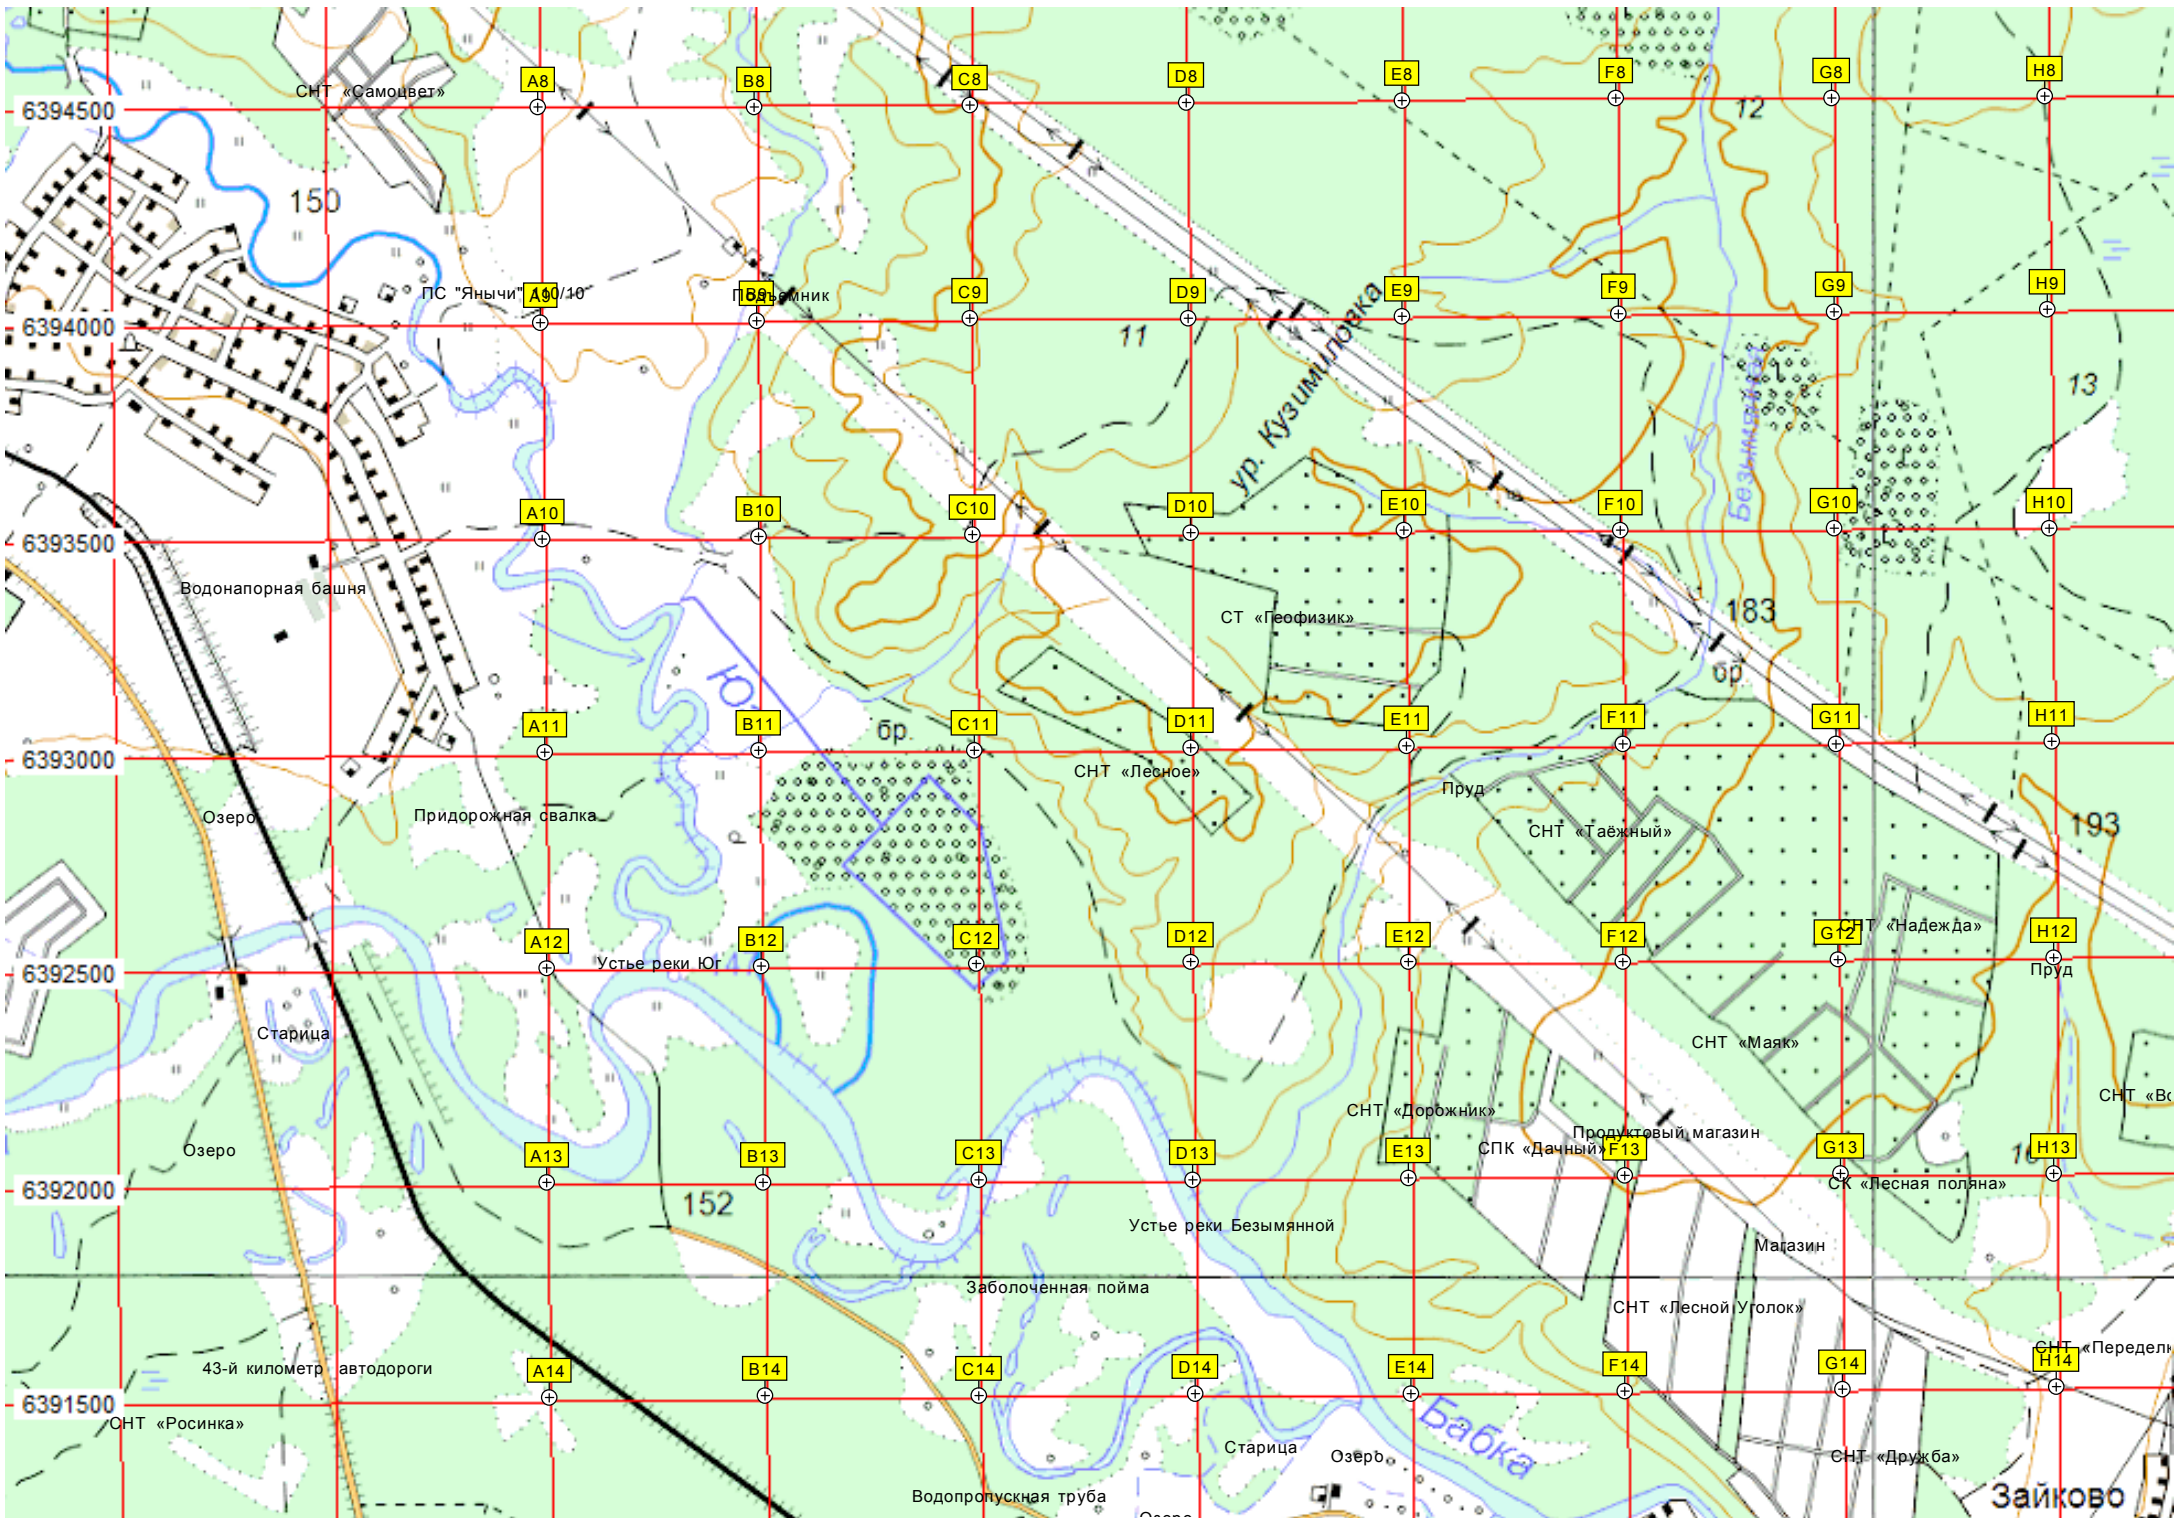 A8
B8
C8
D8
E8
F8
G8
H8
СНТ «Самоцвет»
6394500
12
150
ПС "Янычи" 110/10
A9
B9
Подъемник
C9
D9
E9
F9
G9
H9
6394000
11
ур. Кузимиловка
Безымянная
13
A10
B10
C10
D10
E10
F10
G10
H10
6393500
Водонапорная башня
СТ «Геофизик»
183
бр
Юг
A11
B11
бр.
C11
D11
E11
F11
G11
H11
6393000
СНТ «Лесное»
Пруд
Озеро
Придорожная свалка
СНТ «Таёжный»
193
р
A12
B12
C12
D12
E12
F12
G12
СНТ «Надежда»
H12
6392500
Устье реки Юг
Пруд
Старица
СНТ «Маяк»
СНТ «Во
СНТ «Дорожник»
Продуктовый магазин
Озеро
A13
B13
C13
D13
E13
СПК «Дачный»
F13
G13
H13
6392000
СК «Лесная поляна»
152
Устье реки Безымянной
Магазин
Заболоченная пойма
СНТ «Лесной Уголок»
СНТ «Переделк
43-й километр автодороги
A14
B14
C14
D14
E14
F14
G14
H14
6391500
СНТ «Росинка»
Бабка
Старица
Озеро
СНТ «Дружба»
Водопропускная труба
Зайково
Озеро